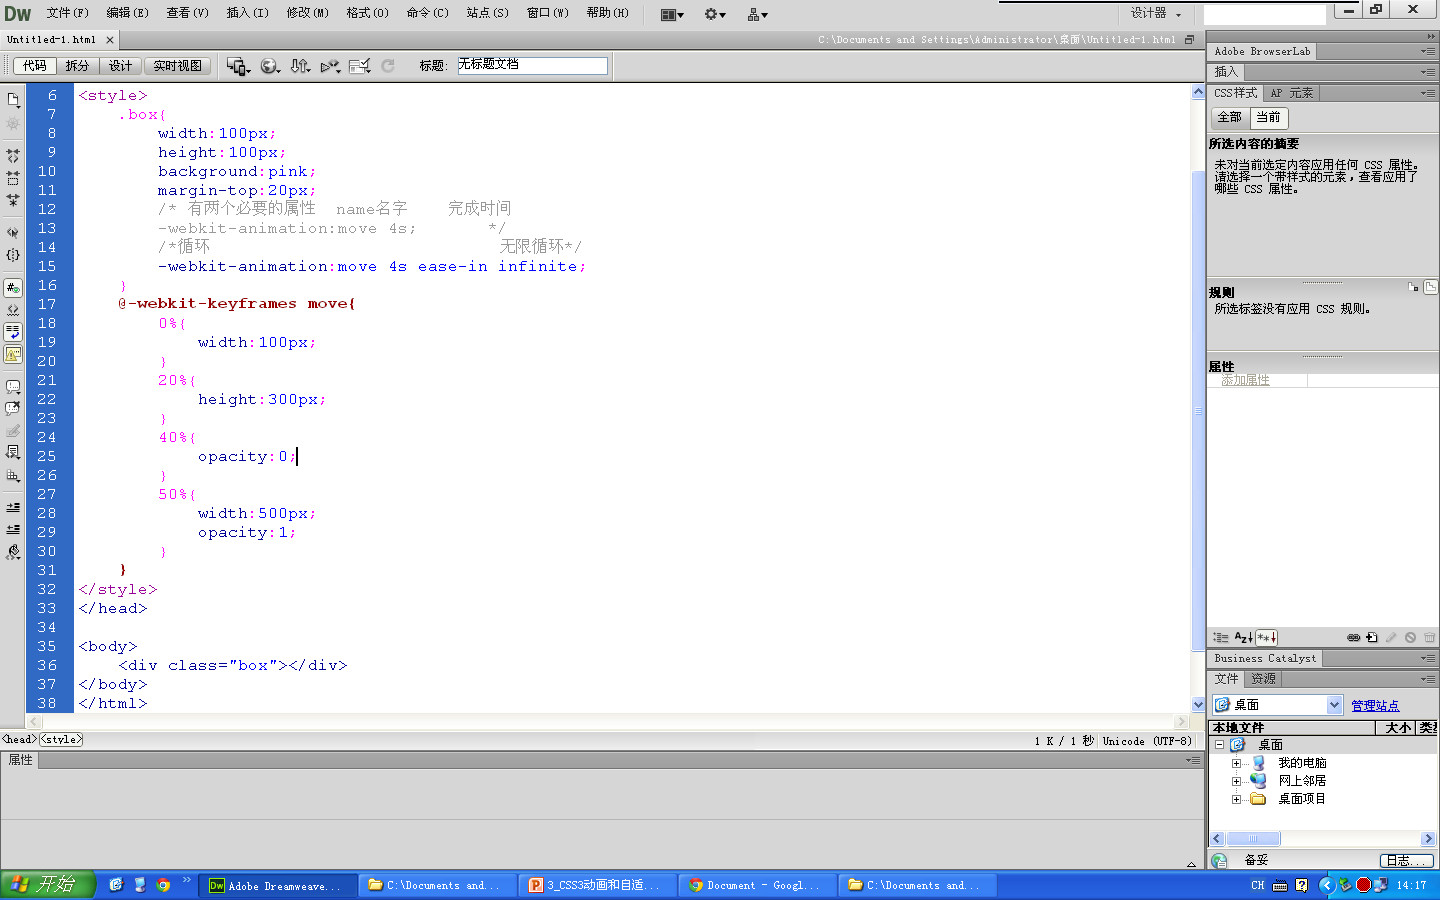 Dw 文件(F) 编辑(E) 查看(V) 插入(I) 修改(M) 格式(O) 命令(C) 站点(S) 窗口(W) 帮助(H) 设计器
Untitled-1.html C:\Documents and Settings\Administrator\桌面\Untitled-1.html
代码 拆分 设计 实时视图 标题: 无标题文档
6 <style>
7 .box{
8 width:100px;
9 height:100px;
10 background:pink;
11 margin-top:20px;
12 /* 有两个必要的属性 name名字 完成时间
13 -webkit-animation:move 4s; */
14 /*循环 无限循环*/
15 -webkit-animation:move 4s ease-in infinite;
16 }
17 @-webkit-keyframes move{
18 0%{
19 width:100px;
20 }
21 20%{
22 height:300px;
23 }
24 40%{
25 opacity:0;
26 }
27 50%{
28 width:500px;
29 opacity:1;
30 }
31 }
32 </style>
33 </head>
34
35 <body>
36 <div class="box"></div>
37 </body>
38 </html>
<head> <style> 1 K / 1 秒 Unicode (UTF-8)
属性
Adobe BrowserLab
插入
CSS样式 AP 元素
全部 当前
所选内容的摘要
未对当前选定内容应用任何 CSS 属性。
请选择一个带样式的元素，查看应用了
哪些 CSS 属性。
规则
所选标签没有应用 CSS 规则。
属性
添加属性
Business Catalyst
文件 资源
桌面 管理站点
本地文件 大小
桌面
我的电脑
网上邻居
桌面项目
备妥 日志...
开始 Adobe Dreamweave... C:\Documents and... 3_CSS3动画和自适... Document - Googl... C:\Documents and... CH 14:17